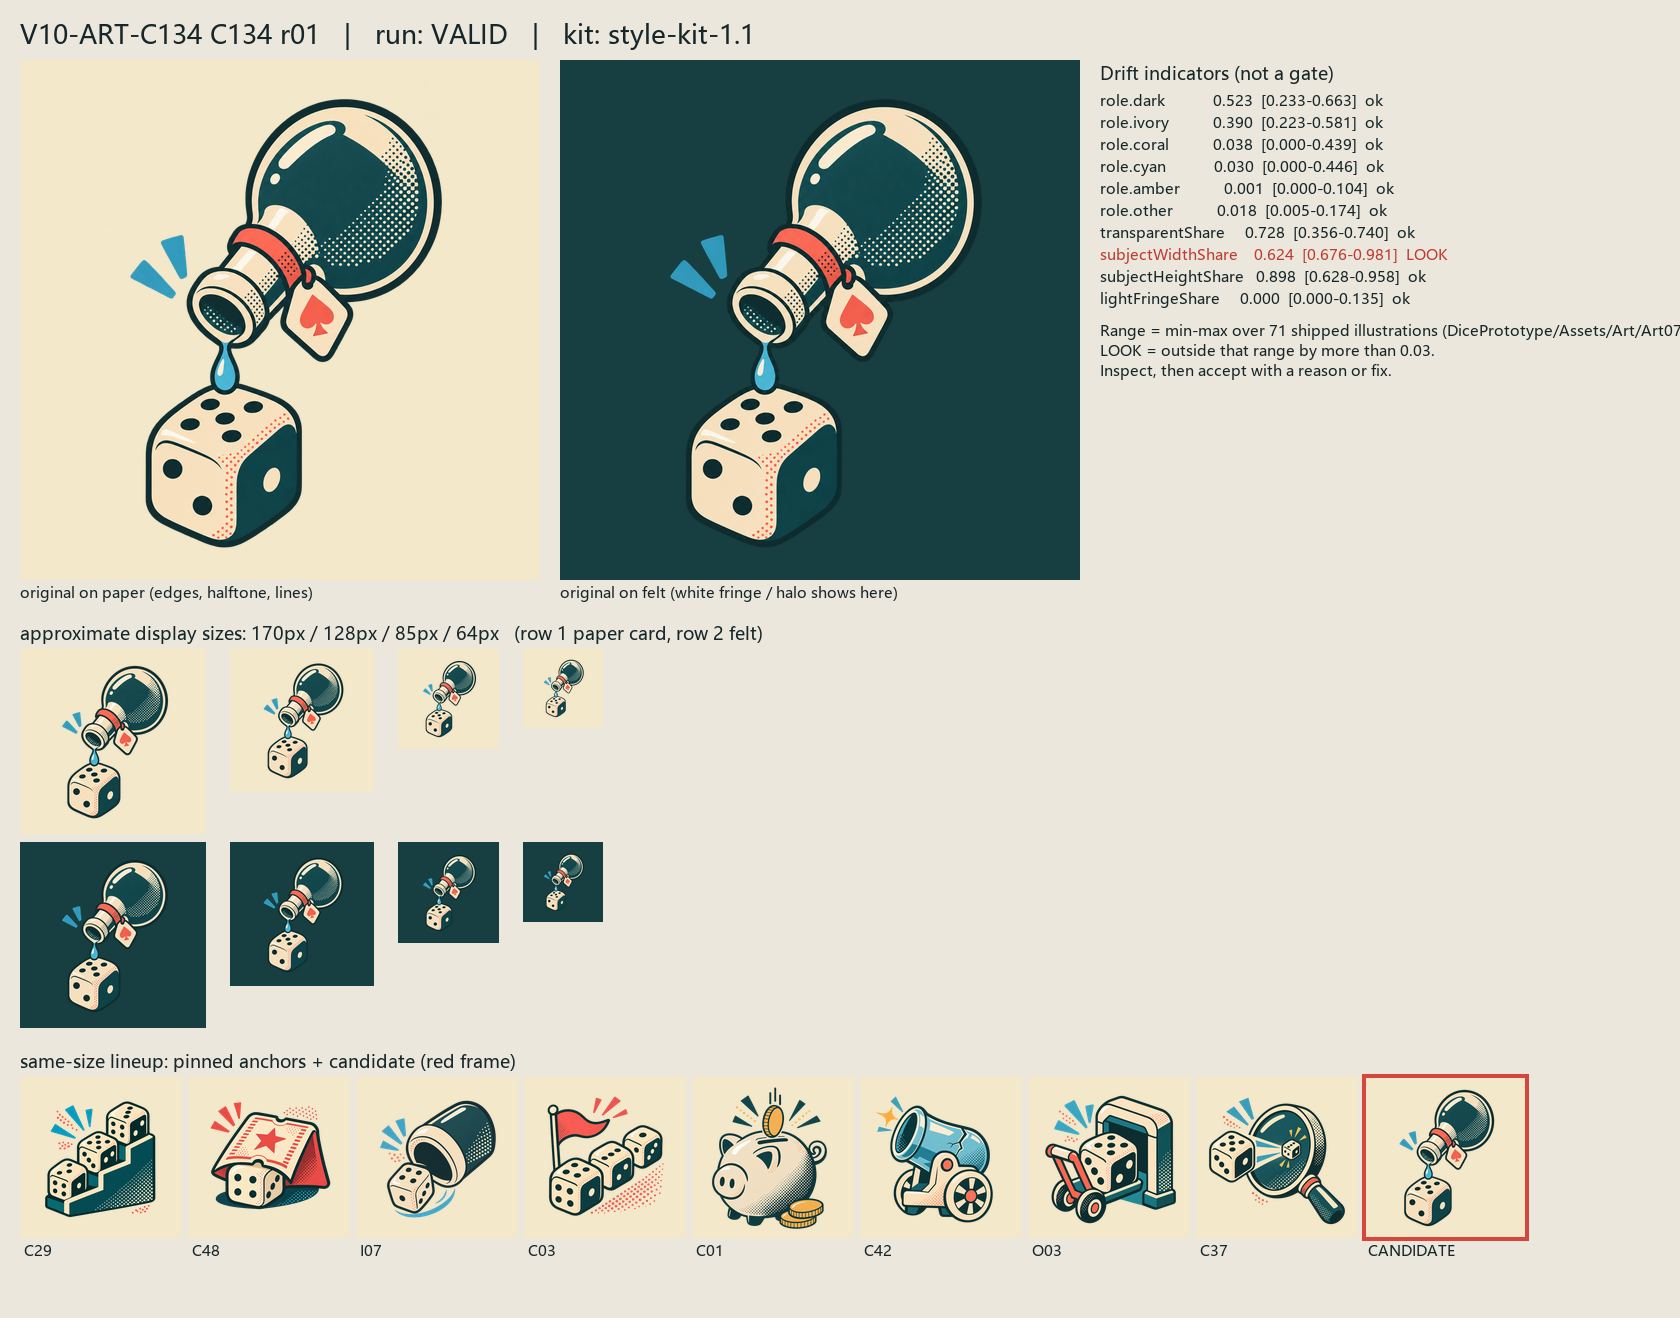 V10-ART-C134 C134 r01 | run: VALID | kit: style-kit-1.1
Drift indicators (not a gate)
role.dark 0.523 [0.233-0.663] ok
role.ivory 0.390 [0.223-0.581] ok
role.coral 0.038 [0.000-0.439] ok
role.cyan 0.030 [0.000-0.446] ok
role.amber 0.001 [0.000-0.104] ok
role.other 0.018 [0.005-0.174] ok
transparentShare 0.728 [0.356-0.740] ok
subjectWidthShare 0.624 [0.676-0.981] LOOK
subjectHeightShare 0.898 [0.628-0.958] ok
lightFringeShare 0.000 [0.000-0.135] ok
Range = min-max over 71 shipped illustrations (DicePrototype/Assets/Art/Art07
LOOK = outside that range by more than 0.03.
Inspect, then accept with a reason or fix.
original on paper (edges, halftone, lines)
original on felt (white fringe / halo shows here)
approximate display sizes: 170px / 128px / 85px / 64px (row 1 paper card, row 2 felt)
same-size lineup: pinned anchors + candidate (red frame)
C29
C48
I07
C03
C01
C42
O03
C37
CANDIDATE